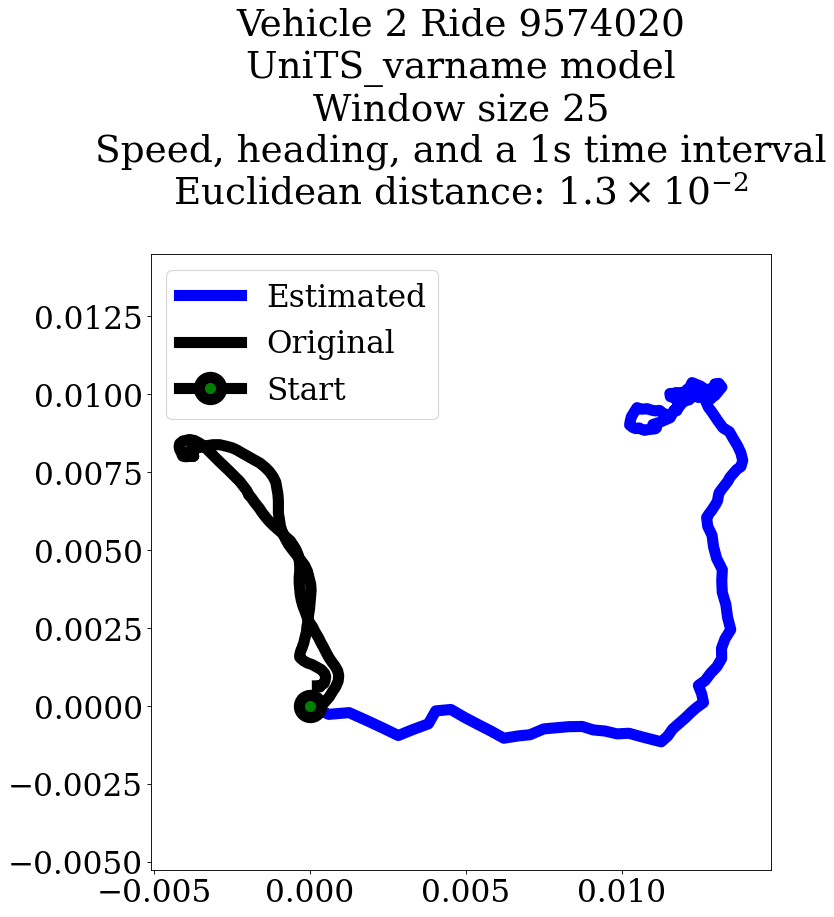 Vehicle 2 Ride 9574020
UniTS_varname model
Window size 25
Speed, heading, and a 1s time interval
Euclidean distance: 1.3 × 10⁻²
Estimated
Original
Start
0.0125
0.0100
0.0075
0.0050
0.0025
0.0000
−0.0025
−0.0050
−0.005 0.000 0.005 0.010